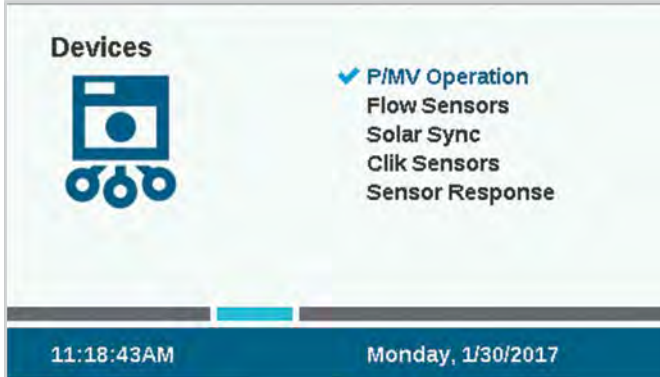 Devices
P/MV Operation
Flow Sensors
Solar Sync
Clik Sensors
Sensor Response
11:18:43AM
Monday, 1/30/2017